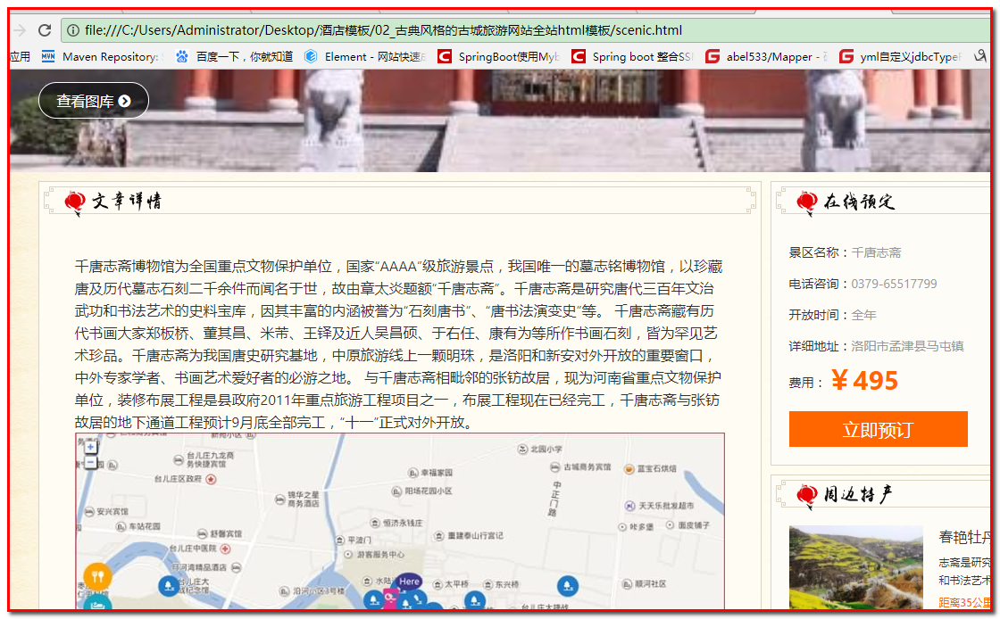 file:///C:/Users/Administrator/Desktop/酒店模板/02_古典风格的古城旅游网站全站html模板/scenic.html
应用 Maven Repository: 百度一下，你就知道 Element - 网站快速 SpringBoot使用Myb Spring boot 整合SSM abel533/Mapper - yml自定义jdbcType
查看图库
文章详情
千唐志斋博物馆为全国重点文物保护单位，国家“AAAA”级旅游景点，我国唯一的墓志铭博物馆，以珍藏
唐及历代墓志石刻二千余件而闻名于世，故由章太炎题额“千唐志斋”。千唐志斋是研究唐代三百年文治
武功和书法艺术的史料宝库，因其丰富的内涵被誉为“石刻唐书”、“唐书法演变史”等。 千唐志斋藏有历
代书画大家郑板桥、董其昌、米芾、王铎及近人吴昌硕、于右任、康有为等所作书画石刻，皆为罕见艺
术珍品。千唐志斋为我国唐史研究基地，中原旅游线上一颗明珠，是洛阳和新安对外开放的重要窗口，
中外专家学者、书画艺术爱好者的必游之地。 与千唐志斋相毗邻的张钫故居，现为河南省重点文物保护
单位，装修布展工程是县政府2011年重点旅游工程项目之一，布展工程现在已经完工，千唐志斋与张钫
故居的地下通道工程预计9月底全部完工，“十一”正式对外开放。
北园小学
台儿庄九龙商
务快捷宾馆
古城商务宾馆
蓝宝石烘焙
幸福家园
台儿庄区政府
中正门路
锦华之星
商务酒店
阳场花园小区
天天乐批发超市
安兴宾馆
车站花园
恒济永钱庄
咔多堡
面皮铺子
舒馨宾馆
平波门
重建泰山行宫记
台儿庄中医院
游客服务中心
月河湾精品酒店
台儿庄大
战纪念馆
Here
水陆
太平桥
东兴桥
顺河社区
沿河小区3号楼
台儿庄大捷战
在线预定
景区名称：千唐志斋
电话咨询：0379-65517799
开放时间：全年
详细地址：洛阳市孟津县马屯镇
费用：￥495
立即预订
周边特产
春艳牡丹
志斋是研究
和书法艺术
距离35公里